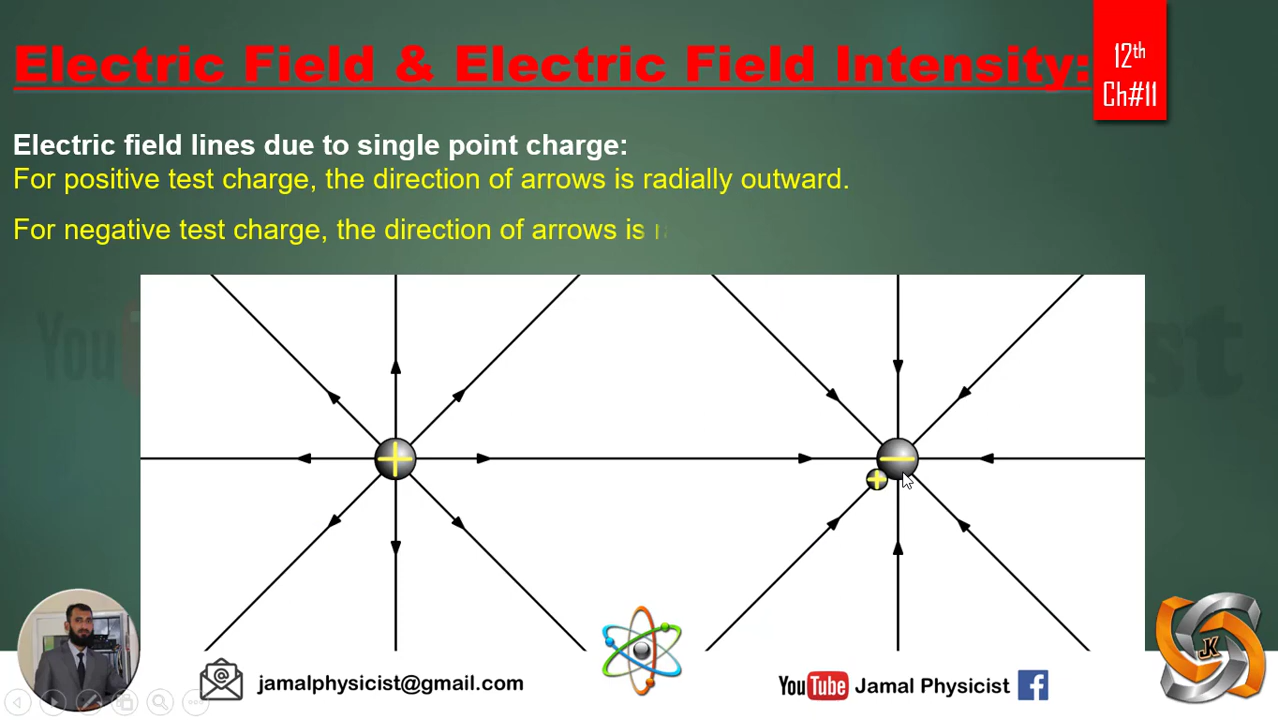 Electric Field & Electric Field Intensity:
12th
Ch#11
Electric field lines due to single point charge:
For positive test charge, the direction of arrows is radially outward.
For negative test charge, the direction of arrows is
+
−
+
JK
jamalphysicist@gmail.com
YouTube Jamal Physicist f